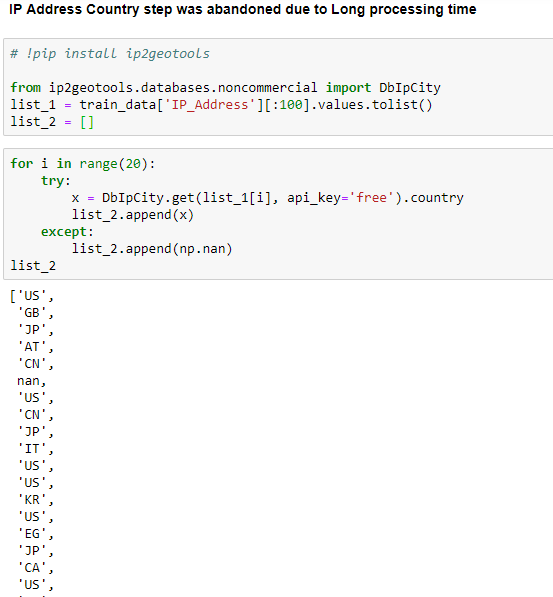 IP Address Country step was abandoned due to Long processing time
# !pip install ip2geotools
from ip2geotools.databases.noncommercial import DbIpCity
list_1 = train_data['IP_Address'][:100].values.tolist()
list_2 = []
for i in range(20):
    try:
        x = DbIpCity.get(list_1[i], api_key='free').country
        list_2.append(x)
    except:
        list_2.append(np.nan)
list_2
['US',
 'GB',
 'JP',
 'AT',
 'CN',
 nan,
 'US',
 'CN',
 'JP',
 'IT',
 'US',
 'US',
 'KR',
 'US',
 'EG',
 'JP',
 'CA',
 'US',